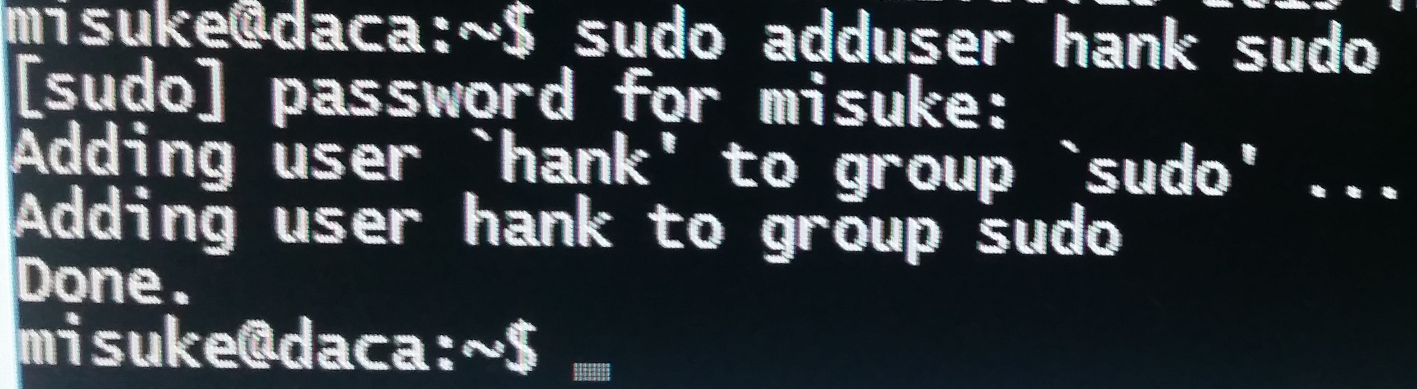 misuke@daca:~$ sudo adduser hank sudo
[sudo] password for misuke:
Adding user `hank' to group `sudo' ...
Adding user hank to group sudo
Done.
misuke@daca:~$